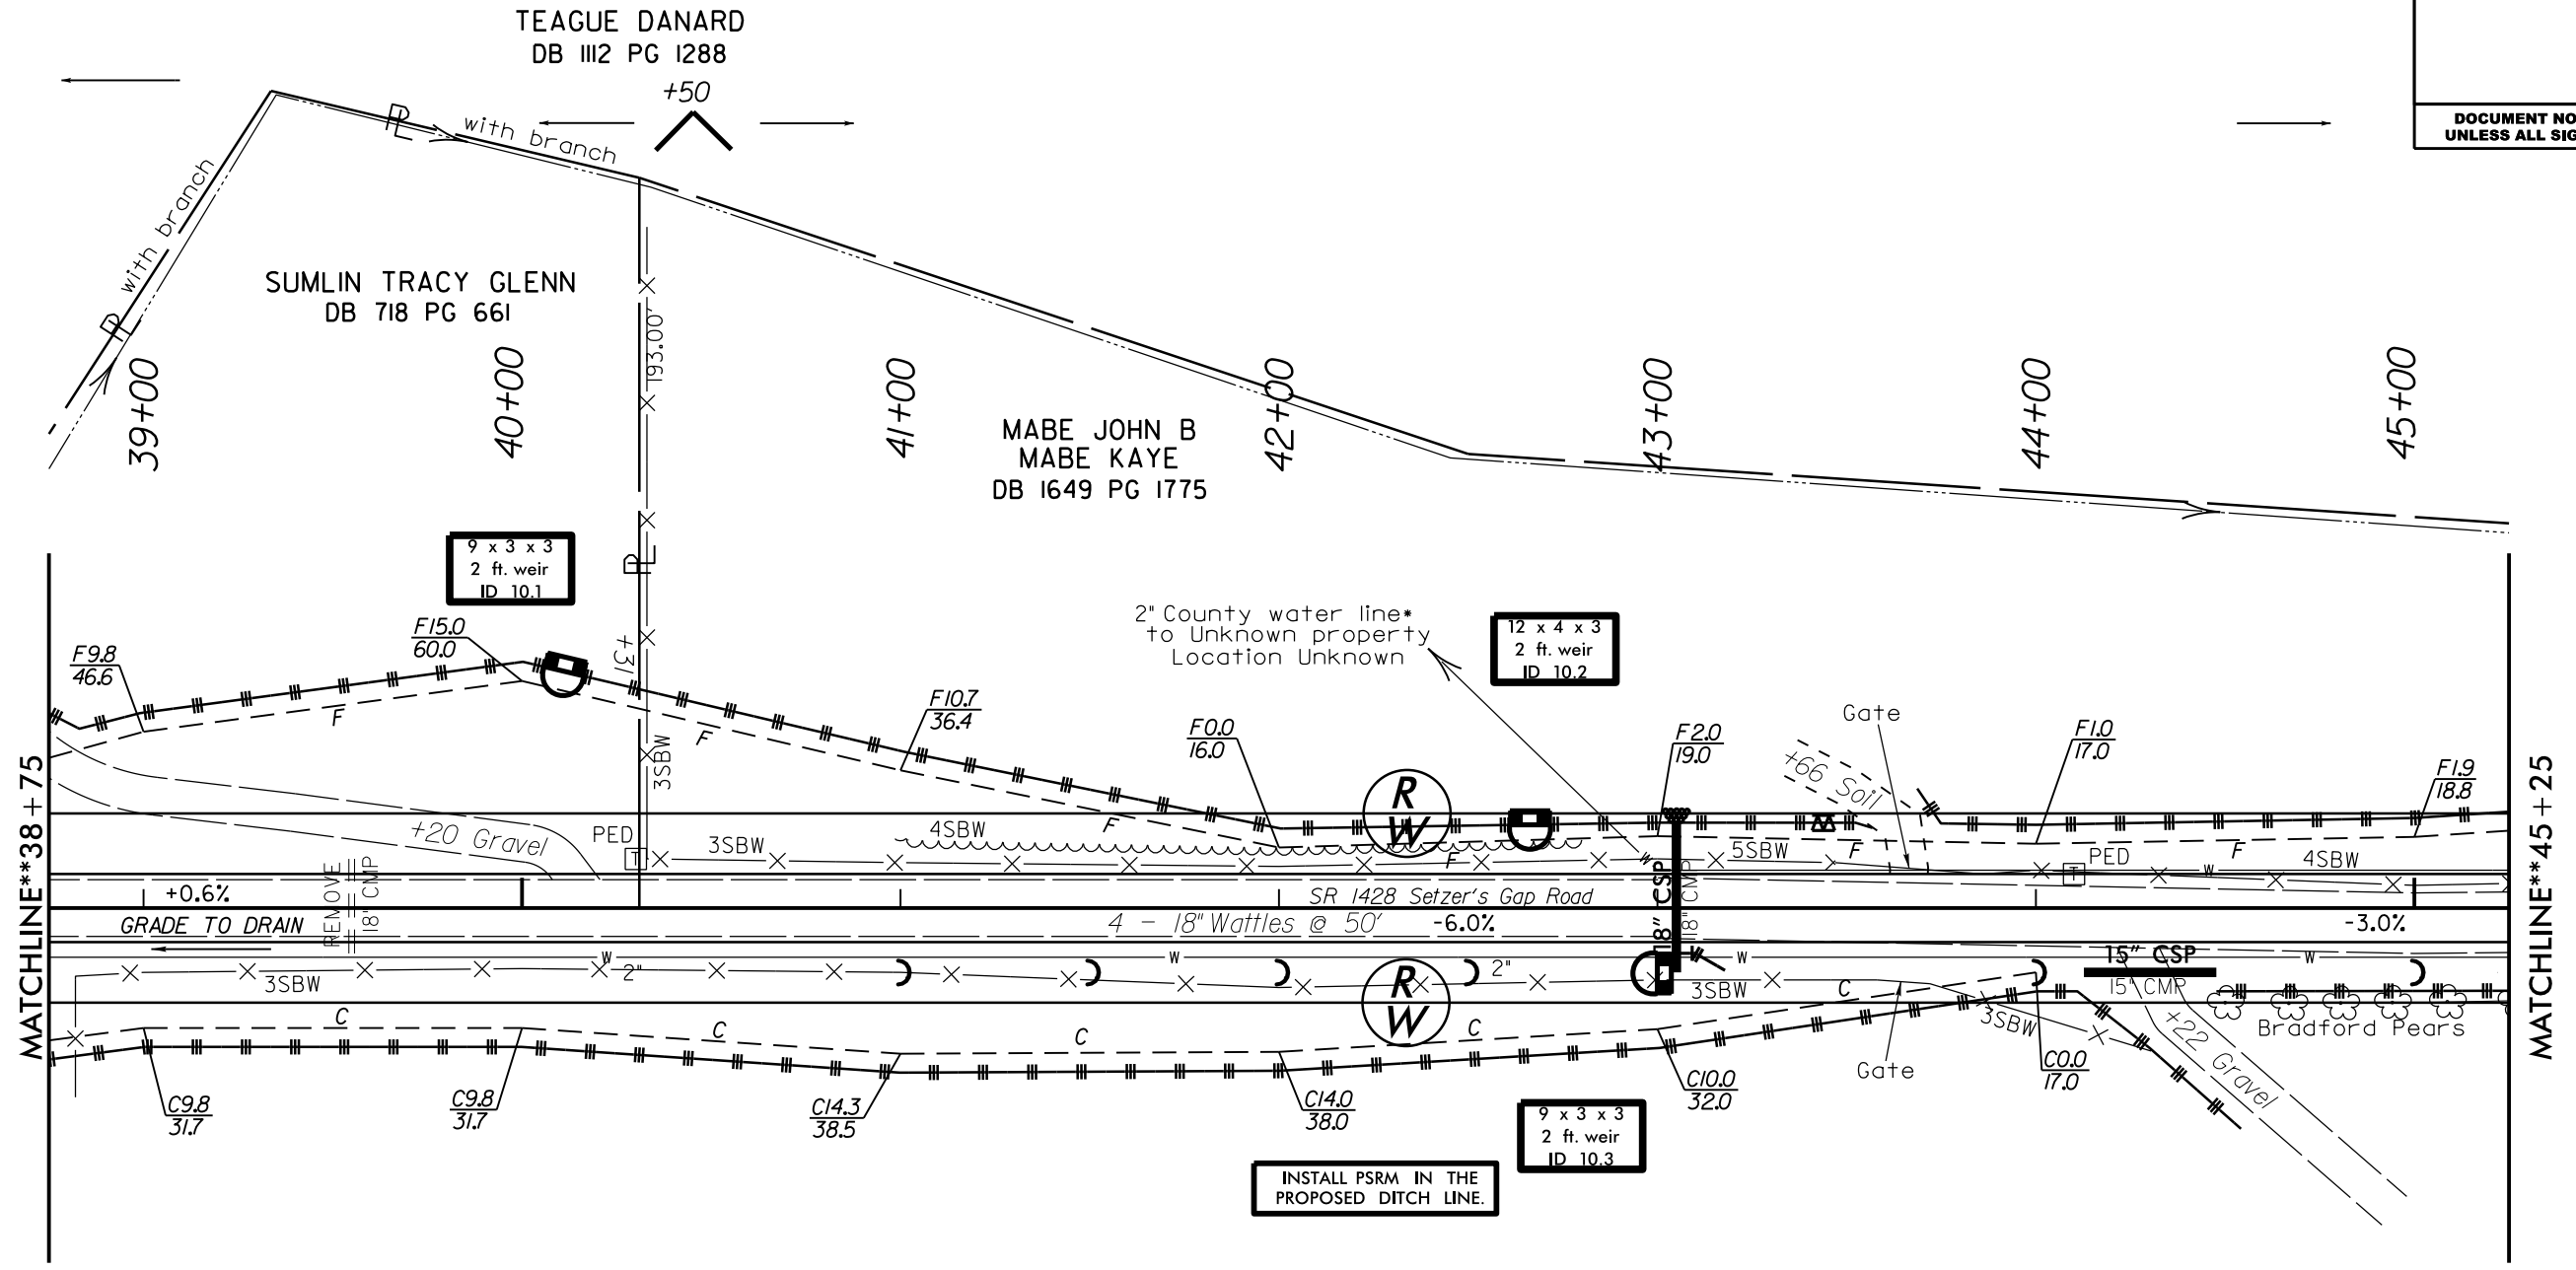 TEAGUE DANARD
DB 1112 PG 1288
+50
DOCUMENT NO
UNLESS ALL SIG
PL
with branch
with branch
PL
SUMLIN TRACY GLENN
DB 718 PG 661
193.00'
39+00
40+00
41+00
42+00
43+00
44+00
45+00
MABE JOHN B
MABE KAYE
DB 1649 PG 1775
9 x 3 x 3
2 ft. weir
ID 10.1
PL
+31
2" County water line*
to Unknown property
Location Unknown
12 x 4 x 3
2 ft. weir
ID 10.2
F9.8
46.6
F15.0
60.0
F10.7
36.4
F0.0
16.0
F2.0
19.0
F1.0
17.0
F1.9
18.8
Gate
+66 Soil
F
F
F
F
F
F
3SBW
R
W
+20 Gravel
PED
T
3SBW
4SBW
5SBW
W
PED
T
W
4SBW
MATCHLINE**38+75
MATCHLINE**45+25
+0.6%
REMOVE
18" CMP
SR 1428 Setzer's Gap Road
18" CSP
18" CMP
GRADE TO DRAIN
4 - 18" Wattles @ 50'
-6.0%
-3.0%
W
W
W
W
2"
2"
3SBW
3SBW
3SBW
15" CSP
15" CMP
Bradford Pears
+22 Gravel
R
W
C
C
C
C
C
Gate
C9.8
31.7
C9.8
31.7
C14.3
38.5
C14.0
38.0
C10.0
32.0
C0.0
17.0
9 x 3 x 3
2 ft. weir
ID 10.3
INSTALL PSRM IN THE
PROPOSED DITCH LINE.